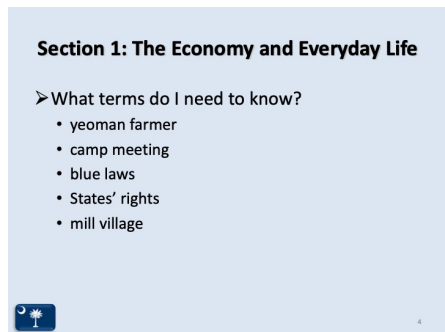 Section 1: The Economy and Everyday Life
➢What terms do I need to know?
• yeoman farmer
• camp meeting
• blue laws
• States’ rights
• mill village
4